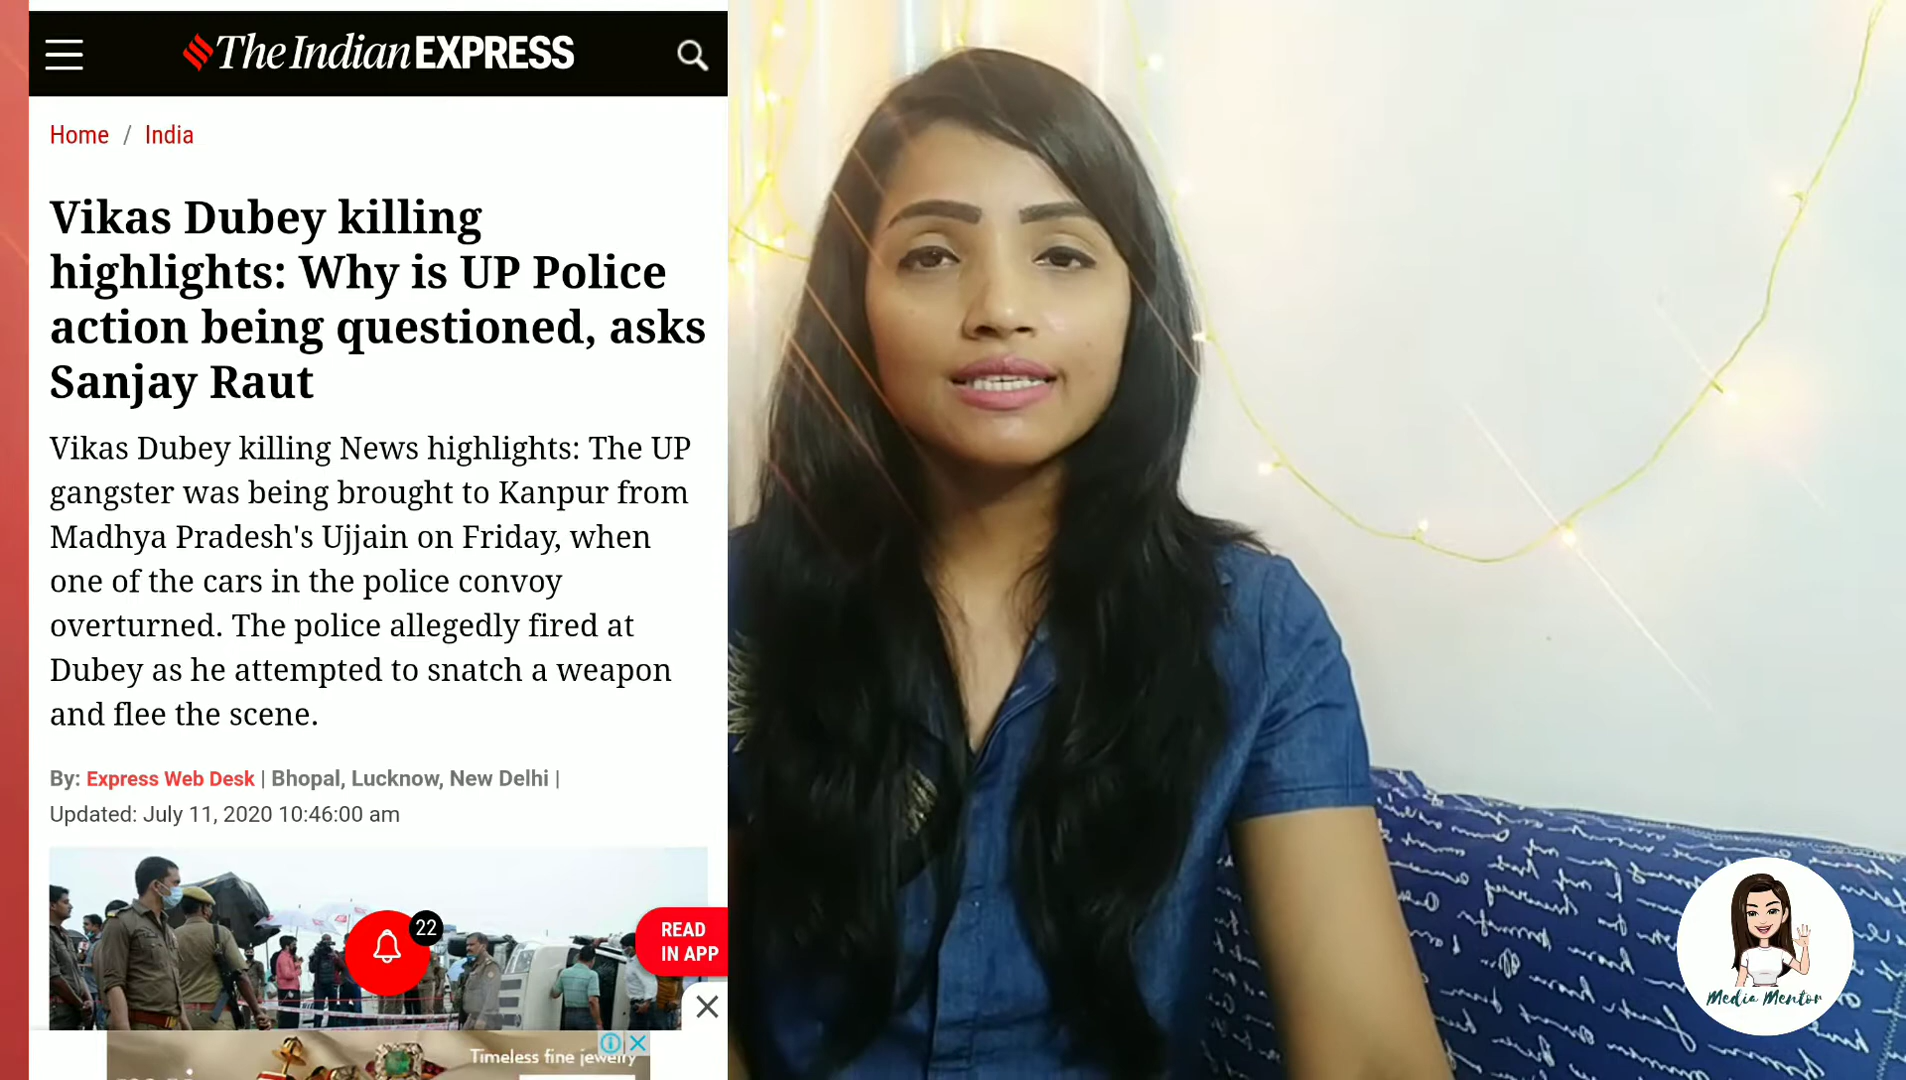 The Indian EXPRESS
Home / India
Vikas Dubey killing
highlights: Why is UP Police
action being questioned, asks
Sanjay Raut
Vikas Dubey killing News highlights: The UP
gangster was being brought to Kanpur from
Madhya Pradesh's Ujjain on Friday, when
one of the cars in the police convoy
overturned. The police allegedly fired at
Dubey as he attempted to snatch a weapon
and flee the scene.
By: Express Web Desk | Bhopal, Lucknow, New Delhi |
Updated: July 11, 2020 10:46:00 am
22
READ
IN APP
Timeless fine jewelry
Media Mentor